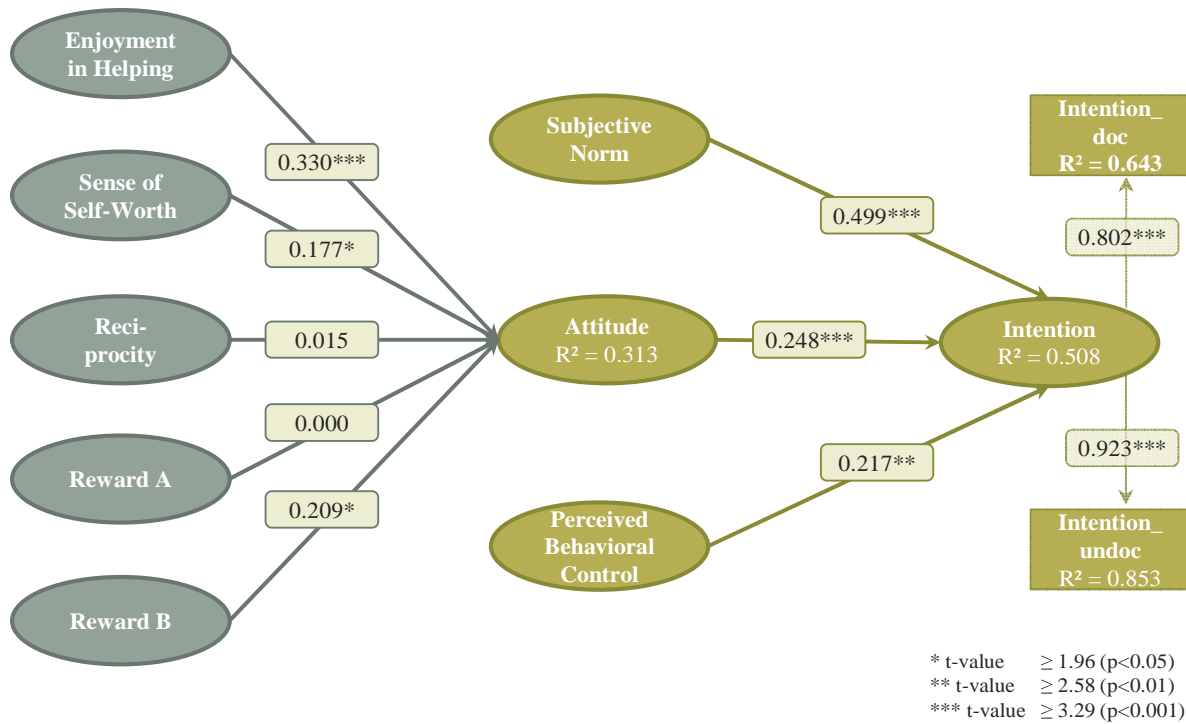 Enjoyment
in Helping
0.330***
Sense of
Self-Worth
0.177*
Reci-
procity
0.015
Reward A
0.000
Reward B
0.209*
Attitude
R² = 0.313
Subjective
Norm
0.499***
0.248***
Perceived
Behavioral
Control
0.217**
Intention
R² = 0.508
Intention_
doc
R² = 0.643
0.802***
0.923***
Intention_
undoc
R² = 0.853
* t-value ≥ 1.96 (p<0.05)
** t-value ≥ 2.58 (p<0.01)
*** t-value ≥ 3.29 (p<0.001)